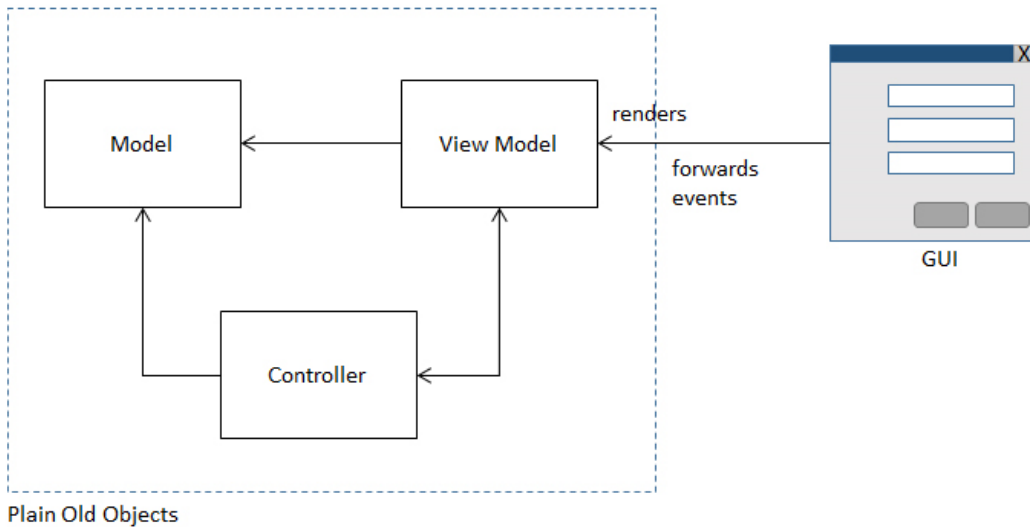 X
Model
View Model
renders
forwards
events
GUI
Controller
Plain Old Objects